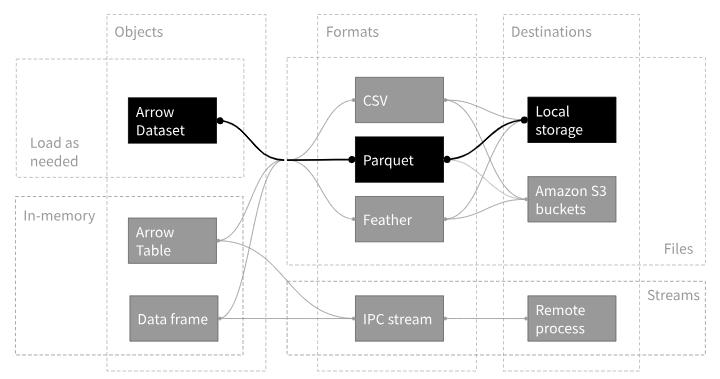 Objects
Formats
Destinations
Arrow
Dataset
Load as
needed
CSV
Parquet
Feather
Local
storage
Amazon S3
buckets
Files
In-memory
Arrow
Table
Data frame
Streams
IPC stream
Remote
process